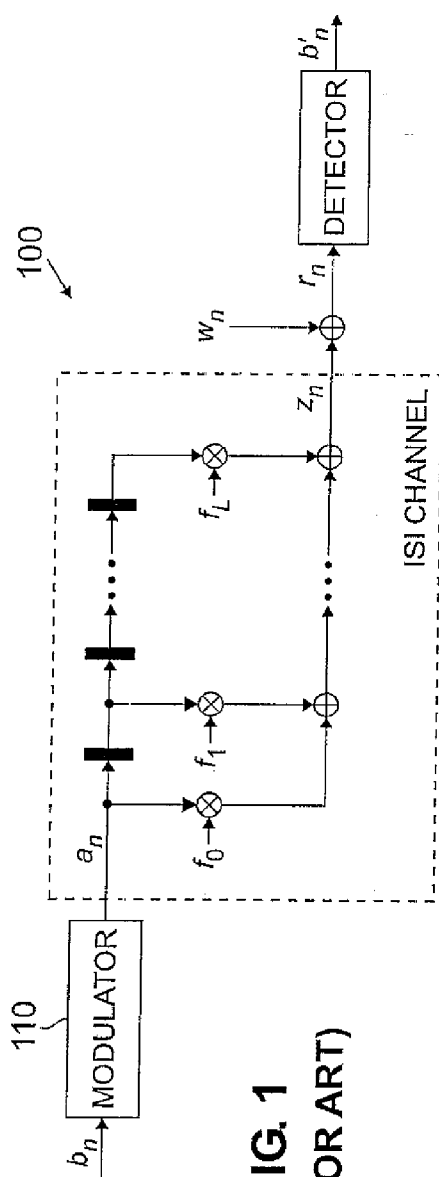 100
110
b_n
MODULATOR
a_n
f_0
f_1
f_L
ISI CHANNEL
z_n
w_n
r_n
DETECTOR
b'_n
IG. 1
OR ART)